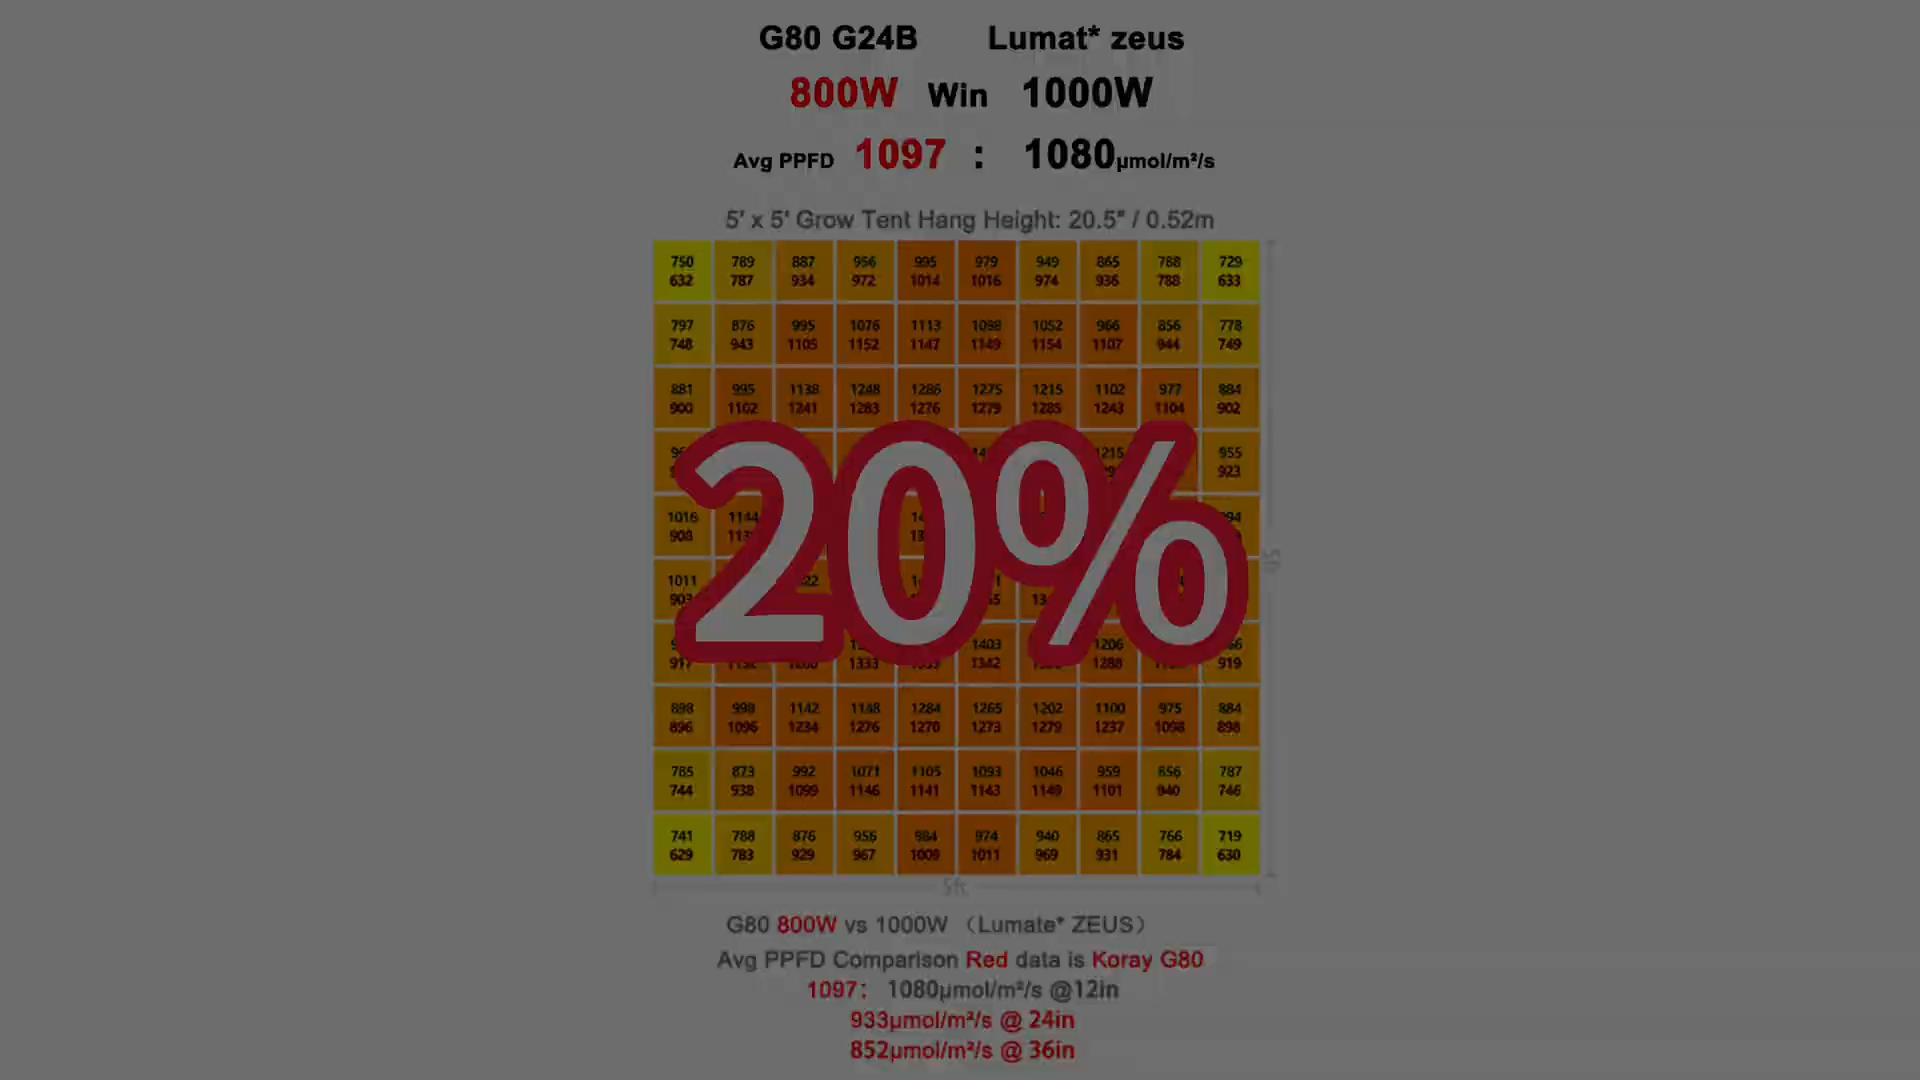 G80 G24B Lumat* zeus
800W Win 1000W
Avg PPFD 1097 : 1080μmol/m²/s
5' x 5' Grow Tent Hang Height: 20.5" / 0.52m
750 789 887 956 995 979 949 865 788 729
632 787 934 972 1014 1016 974 936 788 633
797 876 995 1076 1113 1098 1052 966 856 778
748 943 1105 1152 1147 1149 1154 1107 944 749
881 995 1138 1248 1286 1275 1215 1102 977 884
900 1102 1241 1283 1276 1279 1285 1243 1104 902
1215 955
923
1016 1144
908
20%
1011
1403 1206
917 1333 1342 1288 919
898 998 1142 1148 1284 1265 1202 1100 975 884
896 1096 1234 1276 1270 1273 1279 1237 1098 898
785 873 992 1071 1105 1093 1046 959 856 787
744 938 1099 1146 1141 1143 1149 1101 940 746
741 788 876 956 984 974 940 865 766 719
629 783 929 967 1009 1011 969 931 784 630
5ft
G80 800W vs 1000W （Lumate* ZEUS）
Avg PPFD Comparison Red data is Koray G80
1097： 1080μmol/m²/s @12in
933μmol/m²/s @ 24in
852μmol/m²/s @ 36in